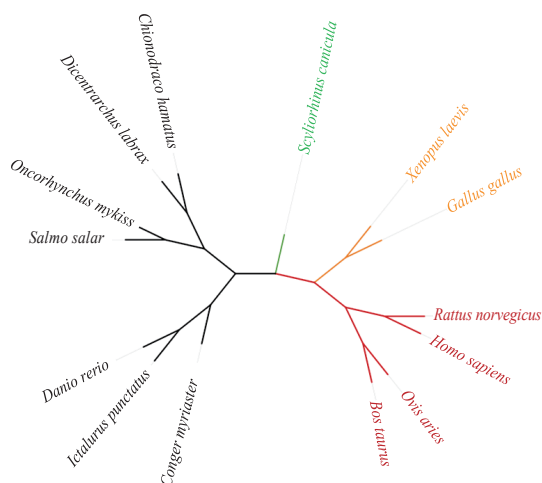 Chionodraco hamatus
Dicentrarchus labrax
Oncorhynchus mykiss
Salmo salar
Danio rerio
Ictalurus punctatus
Conger myriaster
Scyliorhinus canicula
Xenopus laevis
Gallus gallus
Rattus norvegicus
Homo sapiens
Ovis aries
Bos taurus